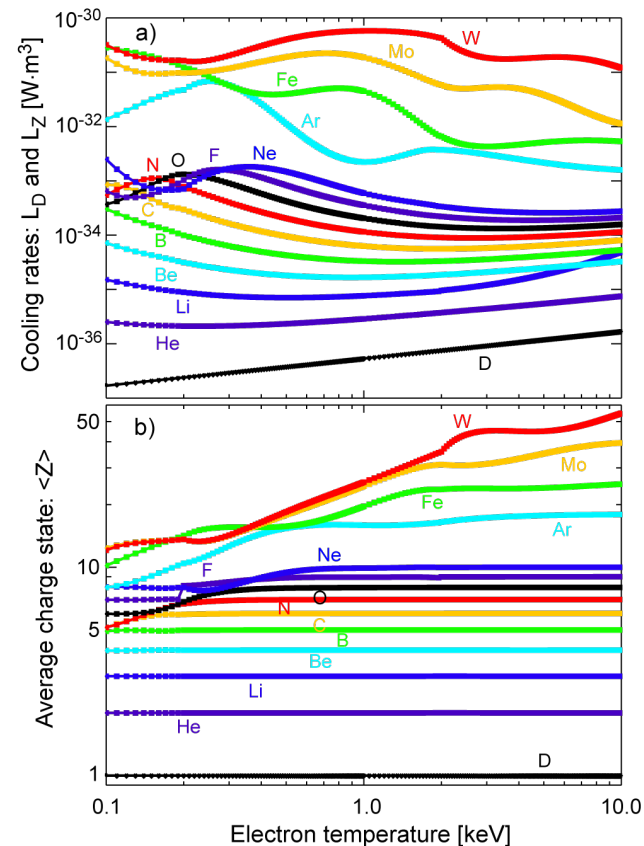 Cooling rates: L_D and L_Z [W·m³]
a)
10⁻³⁰
10⁻³²
10⁻³⁴
10⁻³⁶
W
Mo
Fe
Ar
Ne
F
O
N
C
B
Be
Li
He
D
Average charge state: <Z>
b)
50
10
5
1
W
Mo
Fe
Ar
Ne
F
O
N
C
B
Be
Li
He
D
0.1 1.0 10.0
Electron temperature [keV]